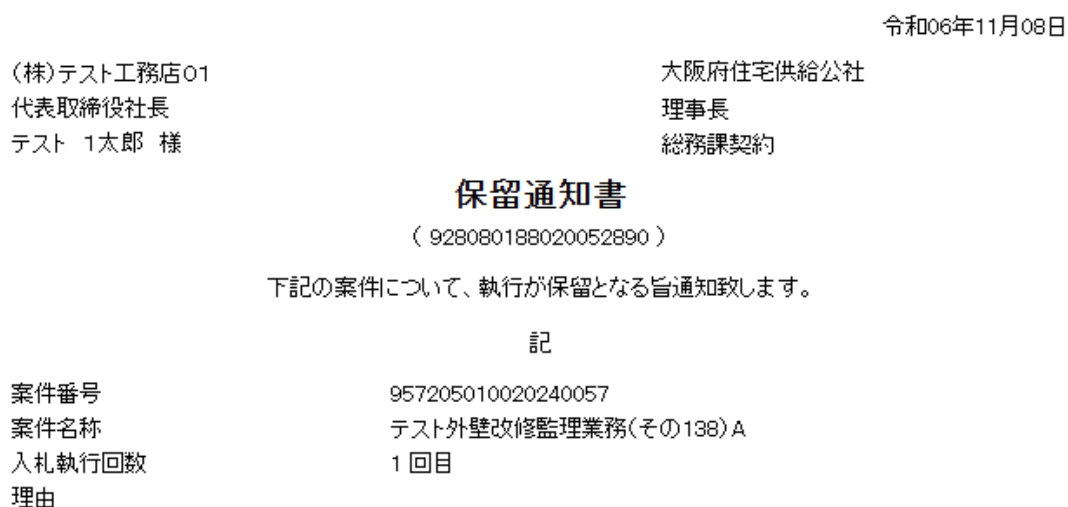 令和06年11月08日
(株)テスト工務店01 大阪府住宅供給公社
代表取締役社長 理事長
テスト 1太郎 様 総務課契約
保留通知書
( 928080188020052890 )
下記の案件について、執行が保留となる旨通知致します。
記
案件番号 957205010020240057
案件名称 テスト外壁改修監理業務(その138)A
入札執行回数 1 回目
理由